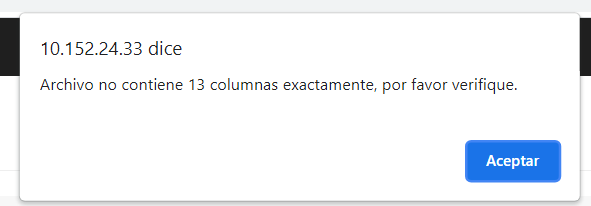 10.152.24.33 dice
Archivo no contiene 13 columnas exactamente, por favor verifique.
Aceptar